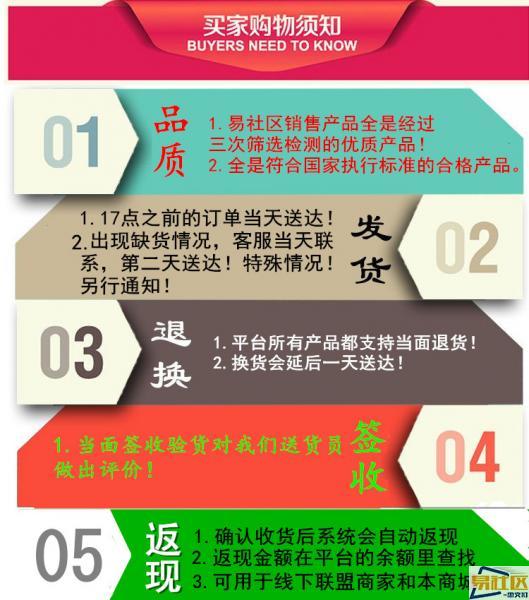 买家购物须知
BUYERS NEED TO KNOW
01
品质
1.易社区销售产品全是经过
三次筛选检测的优质产品！
2.全是符合国家执行标准的合格产品。
1.17点之前的订单当天送达！
2.出现缺货情况，客服当天联
系，第二天送达！特殊情况！
另行通知！
发货
02
03
退换
1.平台所有产品都支持当面退货！
2.换货会延后一天送达！
1.当面签收验货对我们送货员
做出评价！
签收
04
05
返现
1.确认收货后系统会自动返现
2.返现金额在平台的余额里查找
3.可用于线下联盟商家和本商城
易社区